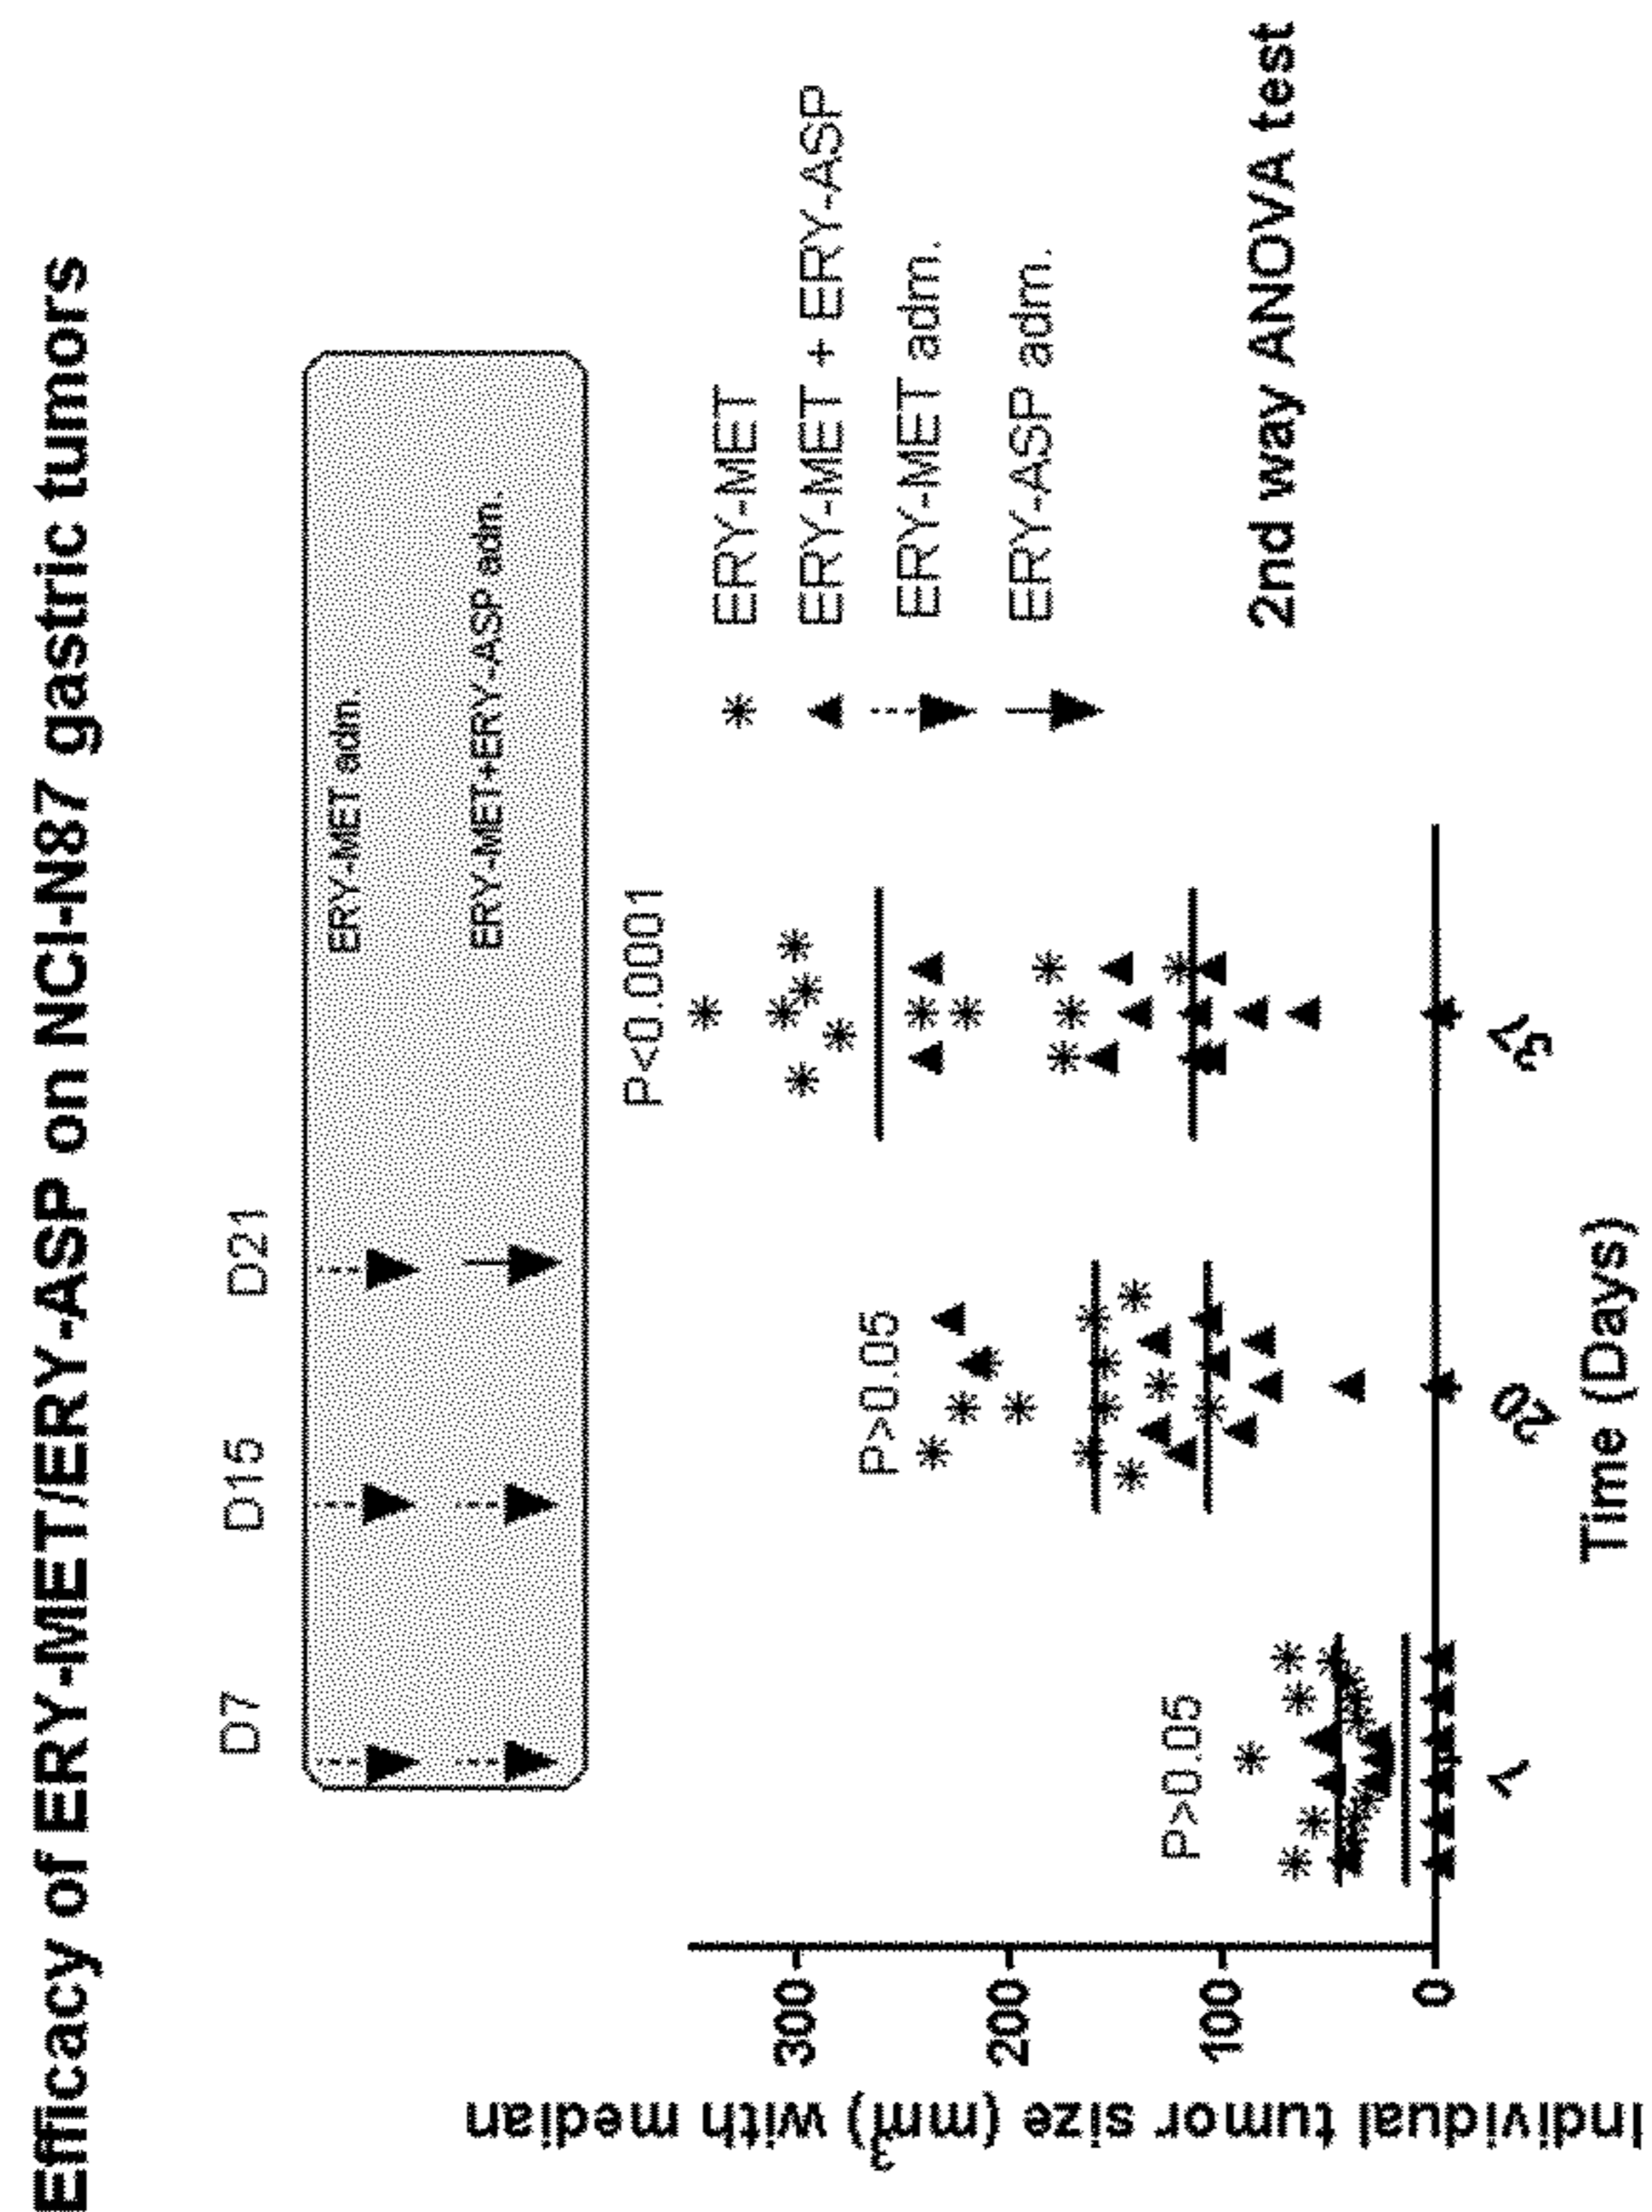 Efficacy of ERY-MET/ERY-ASP on NCI-N87 gastric tumors
D7 D15 D21
ERY-MET adm.
ERY-MET+ERY-ASP adm.
P<0.0001
P>0.05
P>0.05
ERY-MET
ERY-MET + ERY-ASP
ERY-MET adm.
ERY-ASP adm.
2nd way ANOVA test
Individual tumor size (mm³) with median
300
200
100
0
7 20 37
Time (Days)